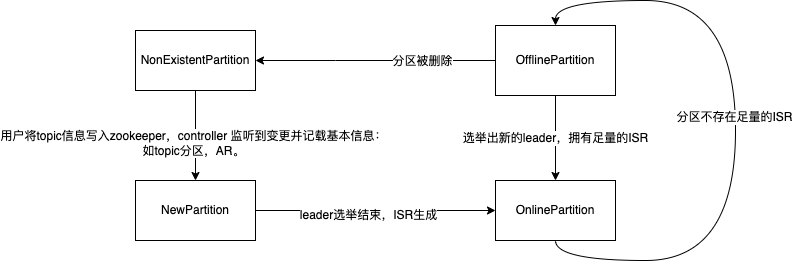 NonExistentPartition
分区被删除
OfflinePartition
用户将topic信息写入zookeeper，controller 监听到变更并记载基本信息：
如topic分区，AR。
选举出新的leader，拥有足量的ISR
分区不存在足量的ISR
NewPartition
leader选举结束，ISR生成
OnlinePartition